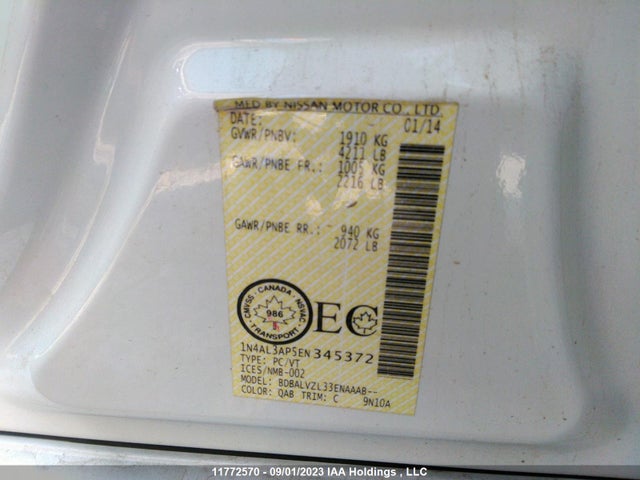 MFD BY NISSAN MOTOR CO., LTD.
DATE: 01/14
GVWR/PNBV: 1910 KG
4211 LB
GAWR/PNBE FR.: 1005 KG
2216 LB
GAWR/PNBE RR.: 940 KG
2072 LB
CMVSS · CANADA · NSVAC
986
TRANSPORT
EC
1N4AL3AP5EN345372
TYPE: PC/VT
ICES/NMB-002
MODEL: BDBALVZL33ENAAAB--
COLOR: QAB TRIM: C 9N10A
11772570 - 09/01/2023 IAA Holdings , LLC